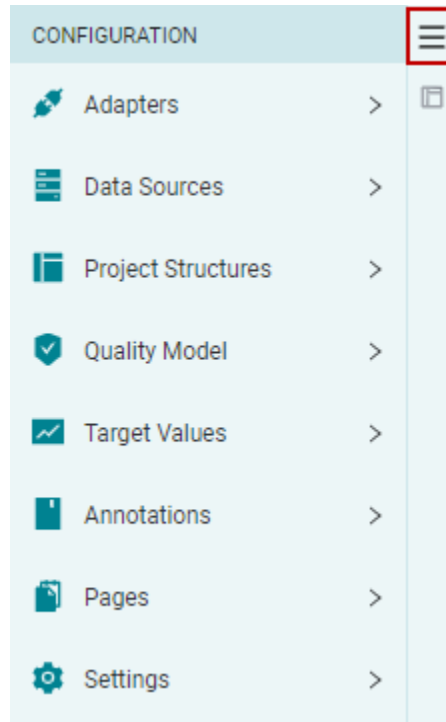 CONFIGURATION
Adapters
Data Sources
Project Structures
Quality Model
Target Values
Annotations
Pages
Settings